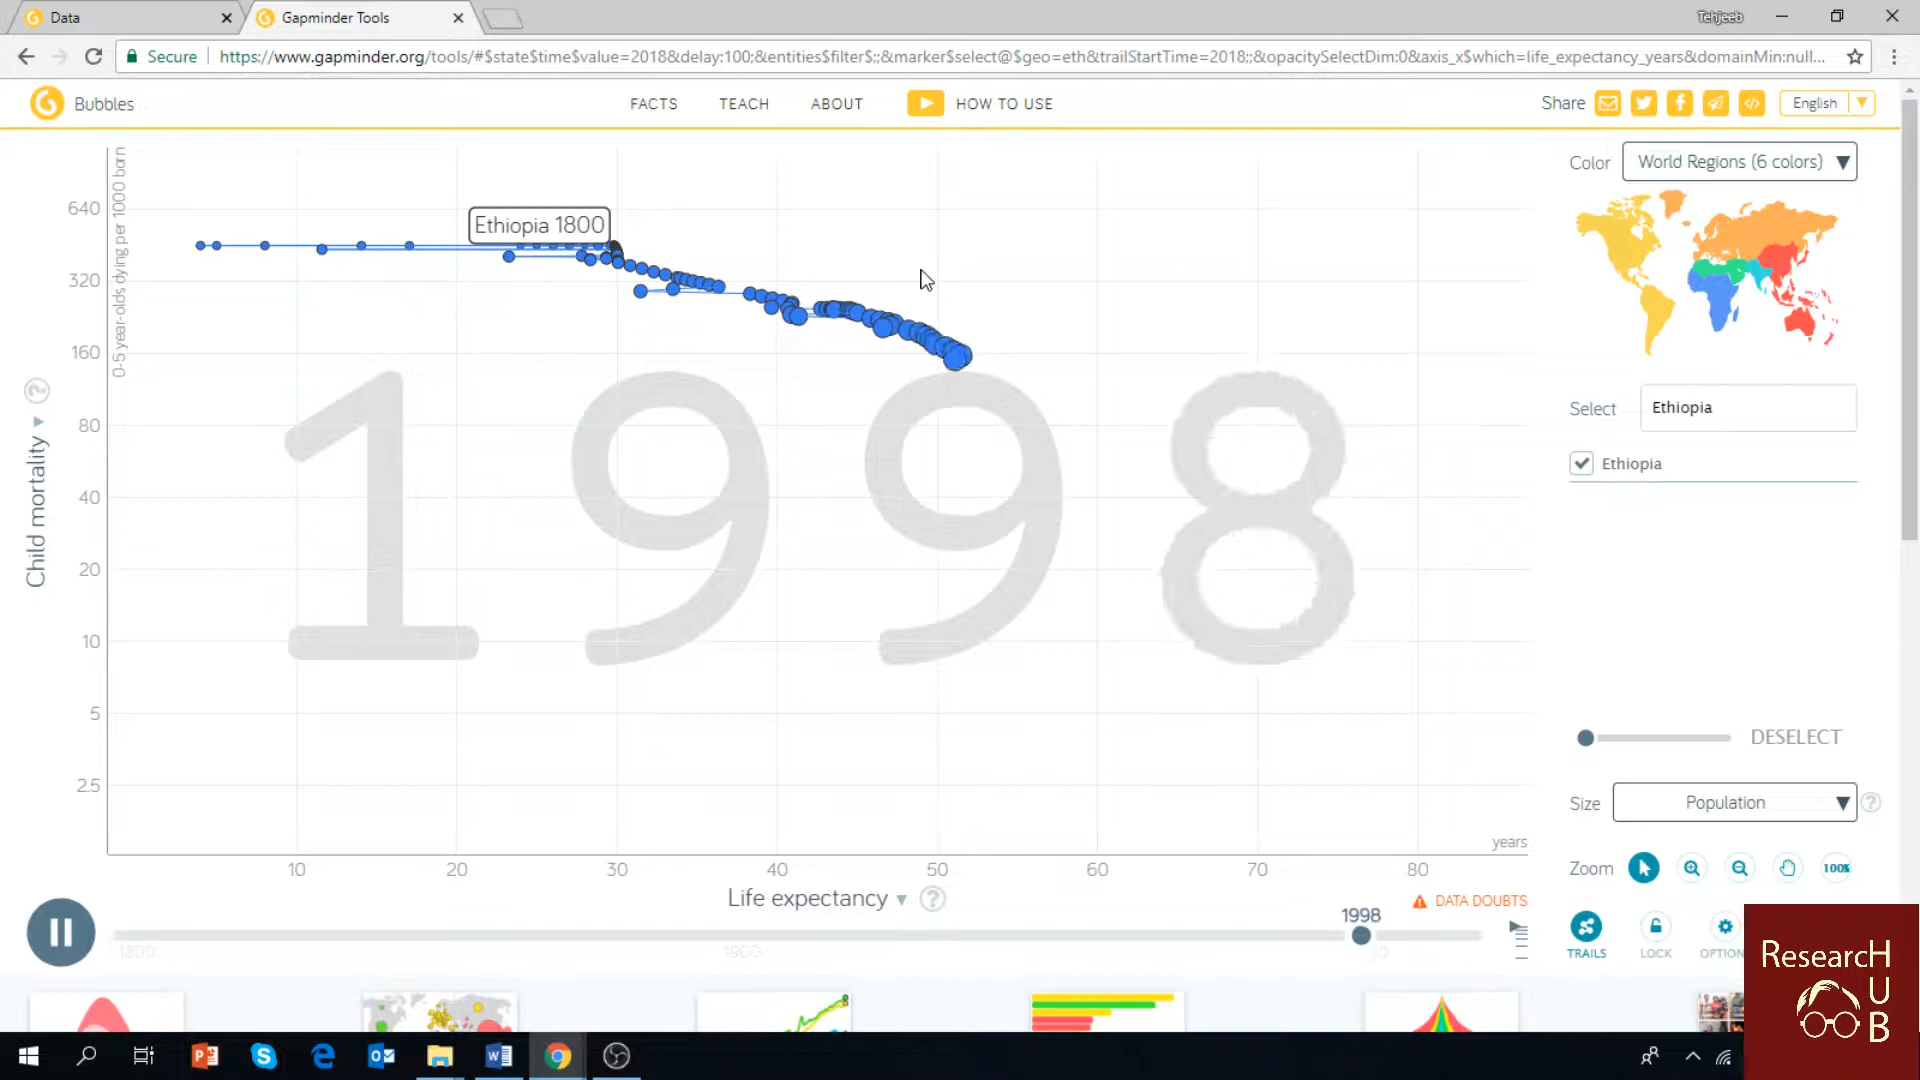 Data
Gapminder Tools
Tehjeeb
Secure
https://www.gapminder.org/tools/#$state$time$value=2018&delay:100;&entities$filter$;;&marker$select@$geo=eth&trailStartTime=2018;;&opacitySelectDim:0&axis_x$which=life_expectancy_years&domainMin:null...
Bubbles
FACTS
TEACH
ABOUT
HOW TO USE
Share
English
Color
World Regions (6 colors)
0-5 year-olds dying per 1000 born
Child mortality
640
320
160
80
40
20
10
5
2.5
Ethiopia 1800
1998
Select
Ethiopia
Ethiopia
DESELECT
Size
Population
years
10
20
30
40
50
60
70
80
Life expectancy
Zoom
100%
DATA DOUBTS
1998
1800
1900
TRAILS
LOCK
OPTION
ResearcH
U
B